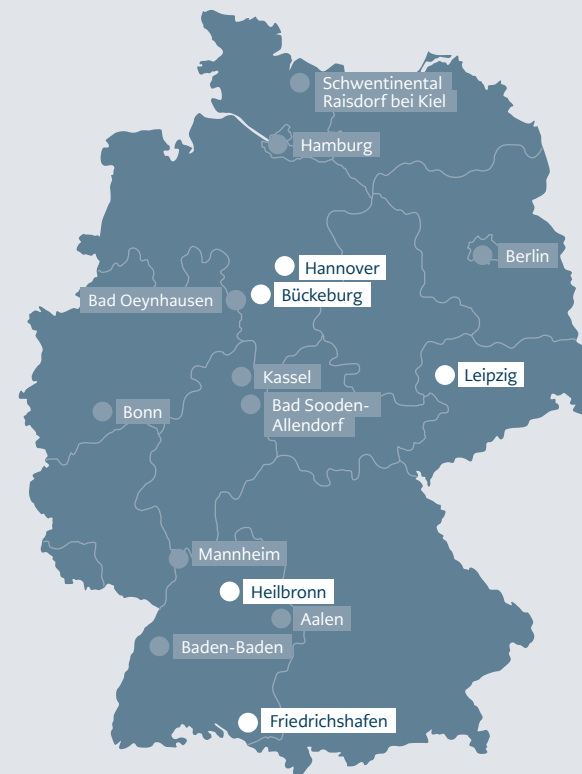 Schwentinental
Raisdorf bei Kiel
Hamburg
Berlin
Hannover
Bückeburg
Bad Oeynhausen
Leipzig
Kassel
Bad Sooden-
Allendorf
Bonn
Mannheim
Heilbronn
Aalen
Baden-Baden
Friedrichshafen